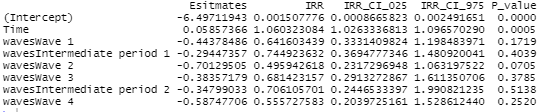 Esitmates IRR IRR_CI_025 IRR_CI_975 P_value
(Intercept) -6.49711943 0.001507776 0.0008665823 0.002491651 0.0000
Time 0.05857366 1.060323084 1.0263336813 1.096570290 0.0005
wavesWave 1 -0.44378486 0.641603439 0.3331409824 1.198483971 0.1719
wavesIntermediate period 1 -0.29447357 0.744923632 0.3694777346 1.480920041 0.4039
wavesWave 2 -0.70129505 0.495942618 0.2317296948 1.063197522 0.0705
wavesWave 3 -0.38357179 0.681423157 0.2913272867 1.611350706 0.3785
wavesIntermediate period 2 -0.34799033 0.706105701 0.2446533397 1.990821235 0.5138
wavesWave 4 -0.58747706 0.555727583 0.2039725161 1.528612440 0.2520